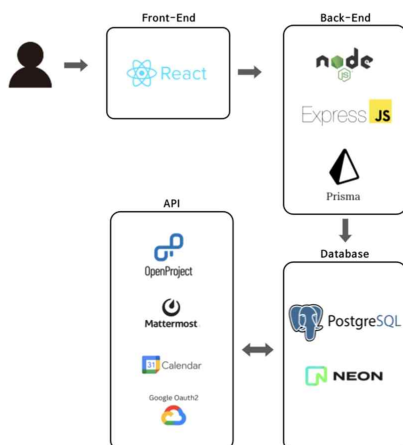 Front-End
React
Back-End
node
JS
Express JS
Prisma
API
OpenProject
Mattermost
31 Calendar
Google Oauth2
Database
PostgreSQL
NEON